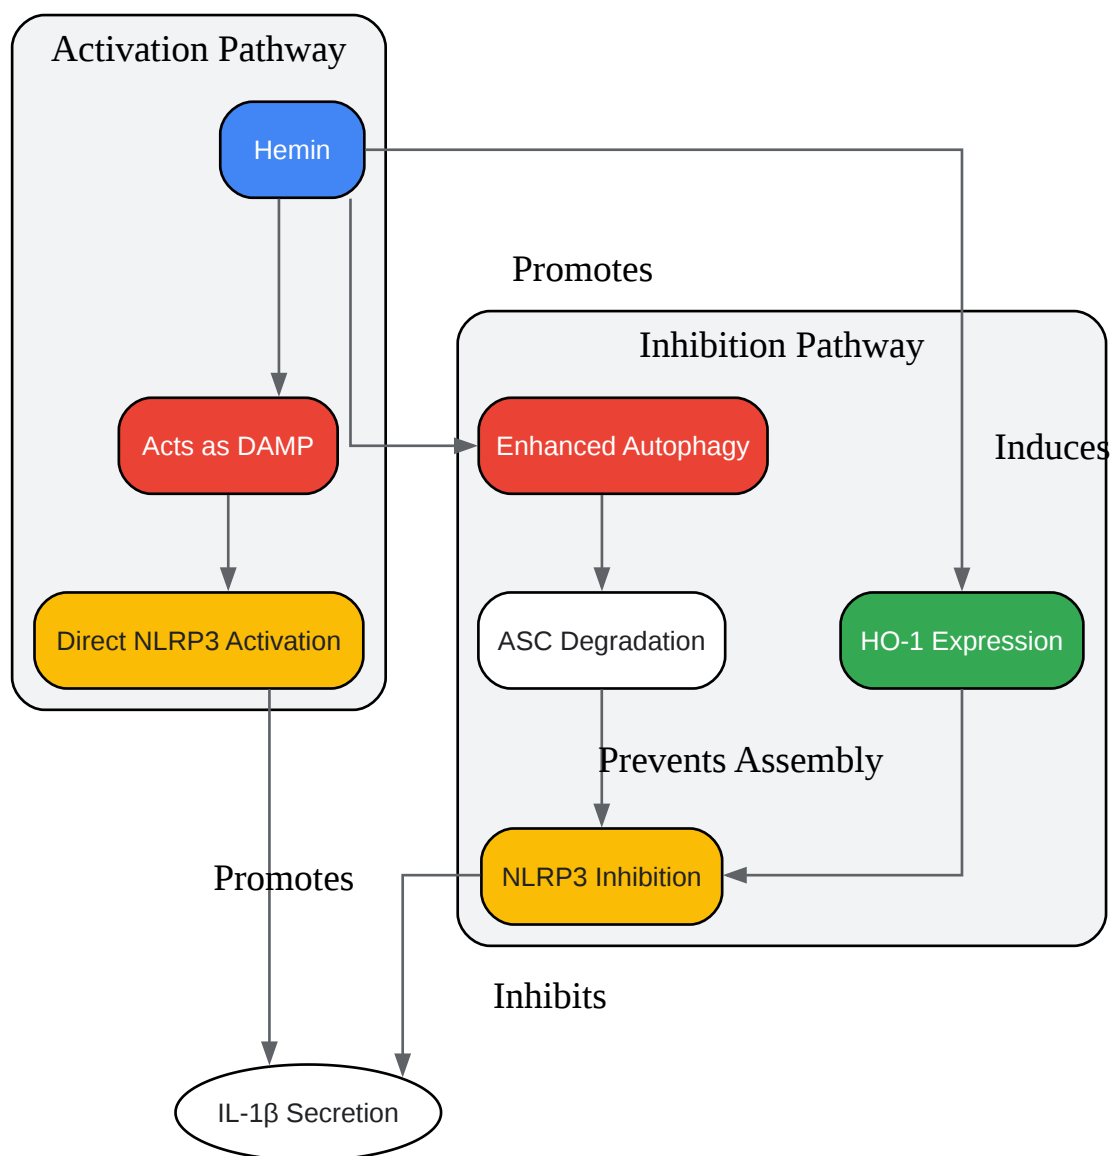 Activation Pathway
Hemin
Promotes
Inhibition Pathway
Acts as DAMP
Enhanced Autophagy
Induces
Direct NLRP3 Activation
ASC Degradation
HO-1 Expression
Prevents Assembly
Promotes
NLRP3 Inhibition
Inhibits
IL-1β Secretion